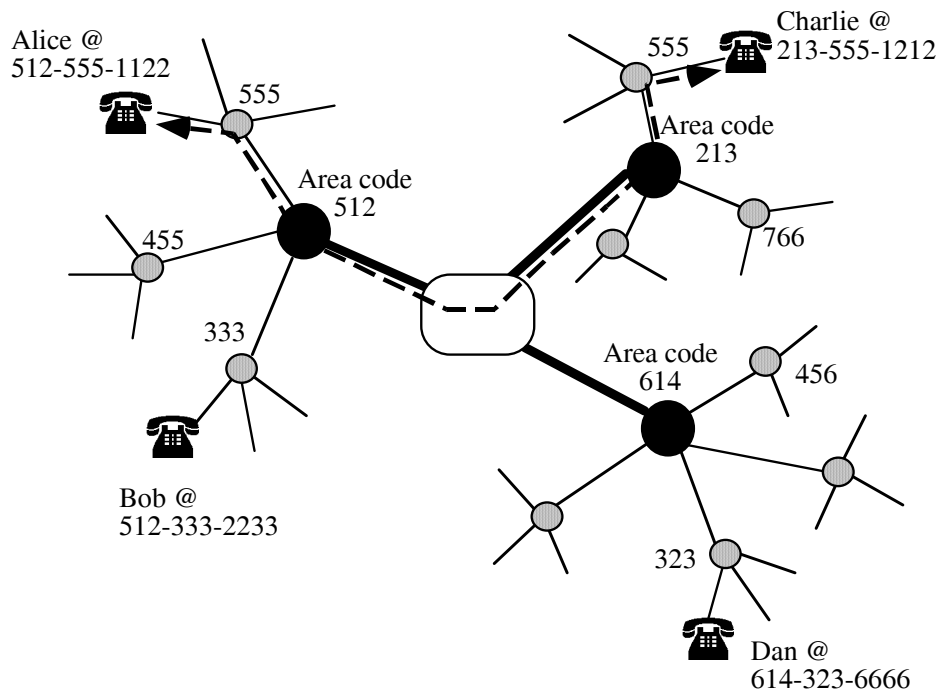 Alice @
512-555-1122
555
Area code
512
455
333
Bob @
512-333-2233
Charlie @
213-555-1212
555
Area code
213
766
Area code
614
456
323
Dan @
614-323-6666